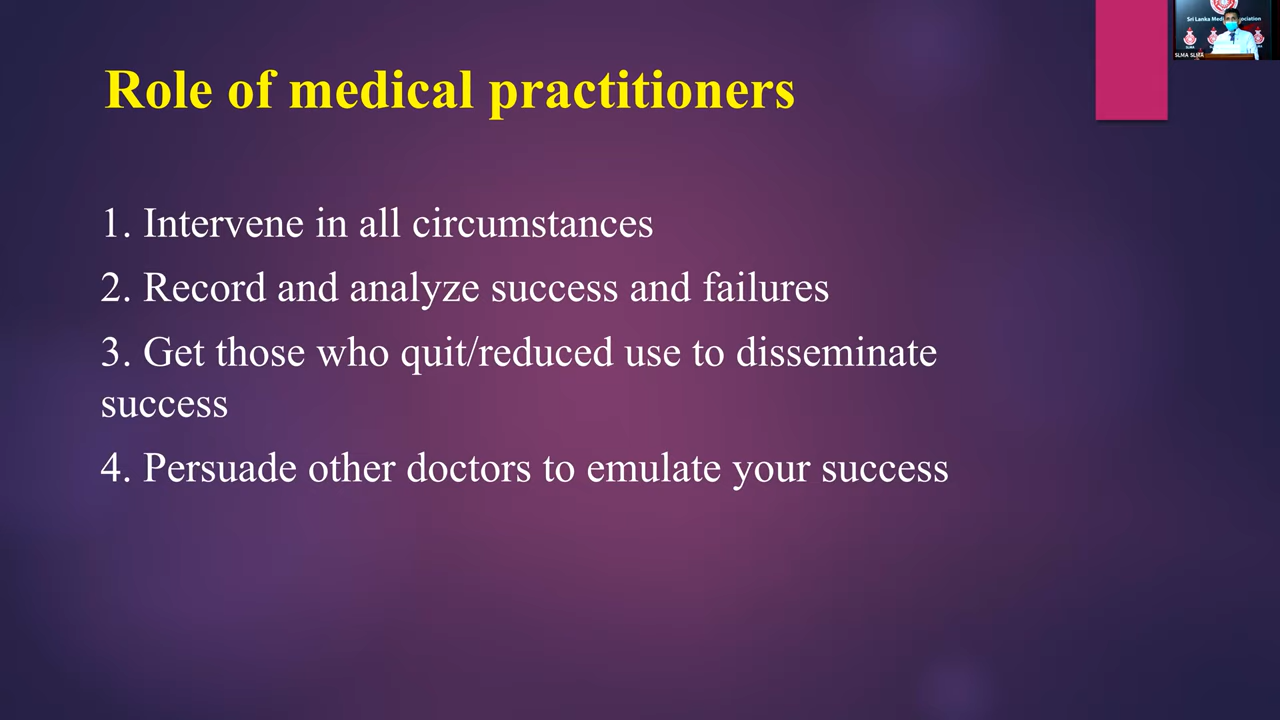 Sri Lanka Medical Association
SLMA SLMA
Role of medical practitioners
1. Intervene in all circumstances
2. Record and analyze success and failures
3. Get those who quit/reduced use to disseminate
success
4. Persuade other doctors to emulate your success